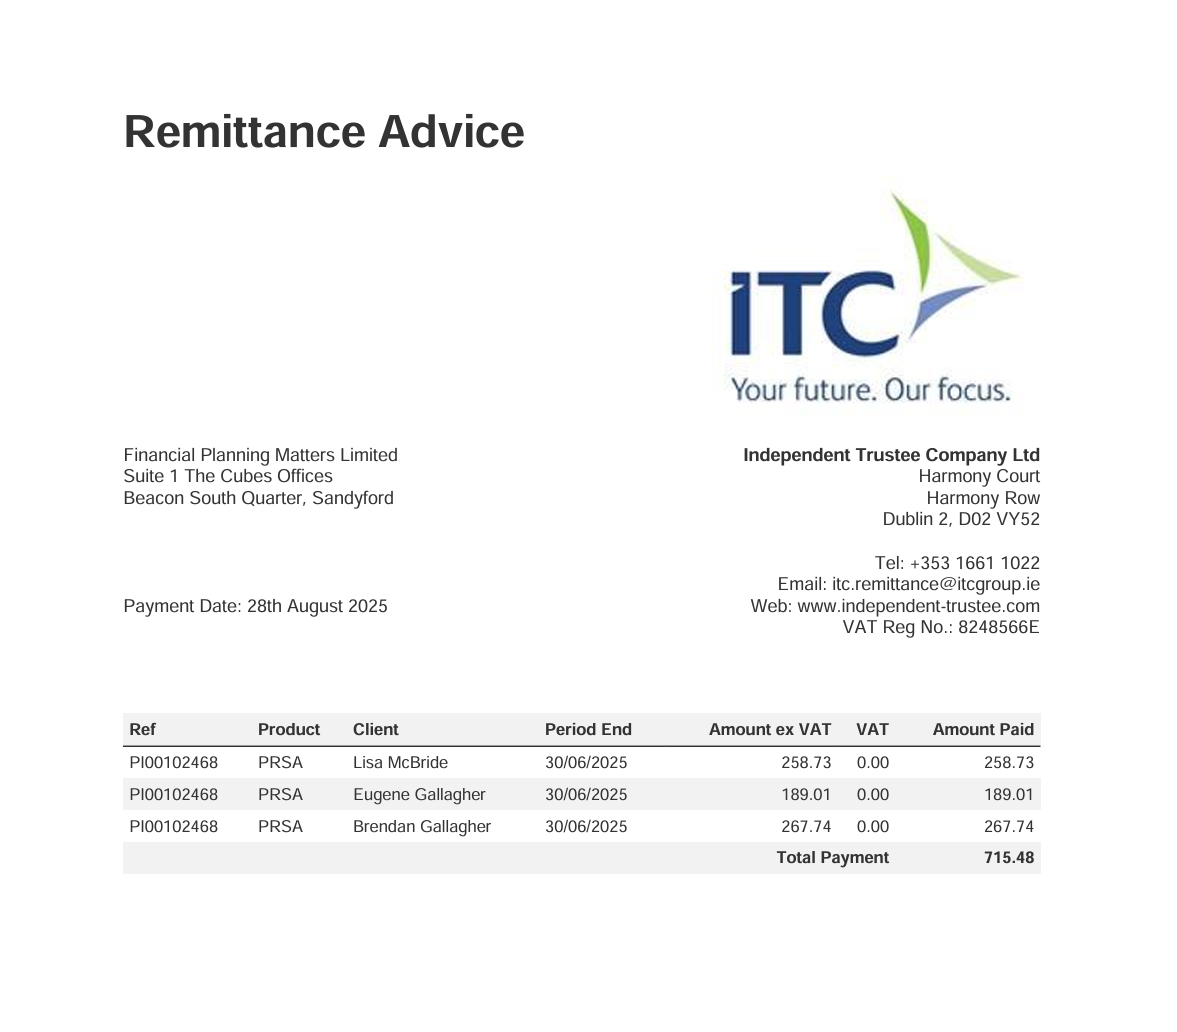 Remittance Advice
ITC
Your future. Our focus.
Financial Planning Matters Limited
Suite 1 The Cubes Offices
Beacon South Quarter, Sandyford
Payment Date: 28th August 2025
Independent Trustee Company Ltd
Harmony Court
Harmony Row
Dublin 2, D02 VY52
Tel: +353 1661 1022
Email: itc.remittance@itcgroup.ie
Web: www.independent-trustee.com
VAT Reg No.: 8248566E
Ref Product Client Period End Amount ex VAT VAT Amount Paid
PI00102468 PRSA Lisa McBride 30/06/2025 258.73 0.00 258.73
PI00102468 PRSA Eugene Gallagher 30/06/2025 189.01 0.00 189.01
PI00102468 PRSA Brendan Gallagher 30/06/2025 267.74 0.00 267.74
Total Payment 715.48